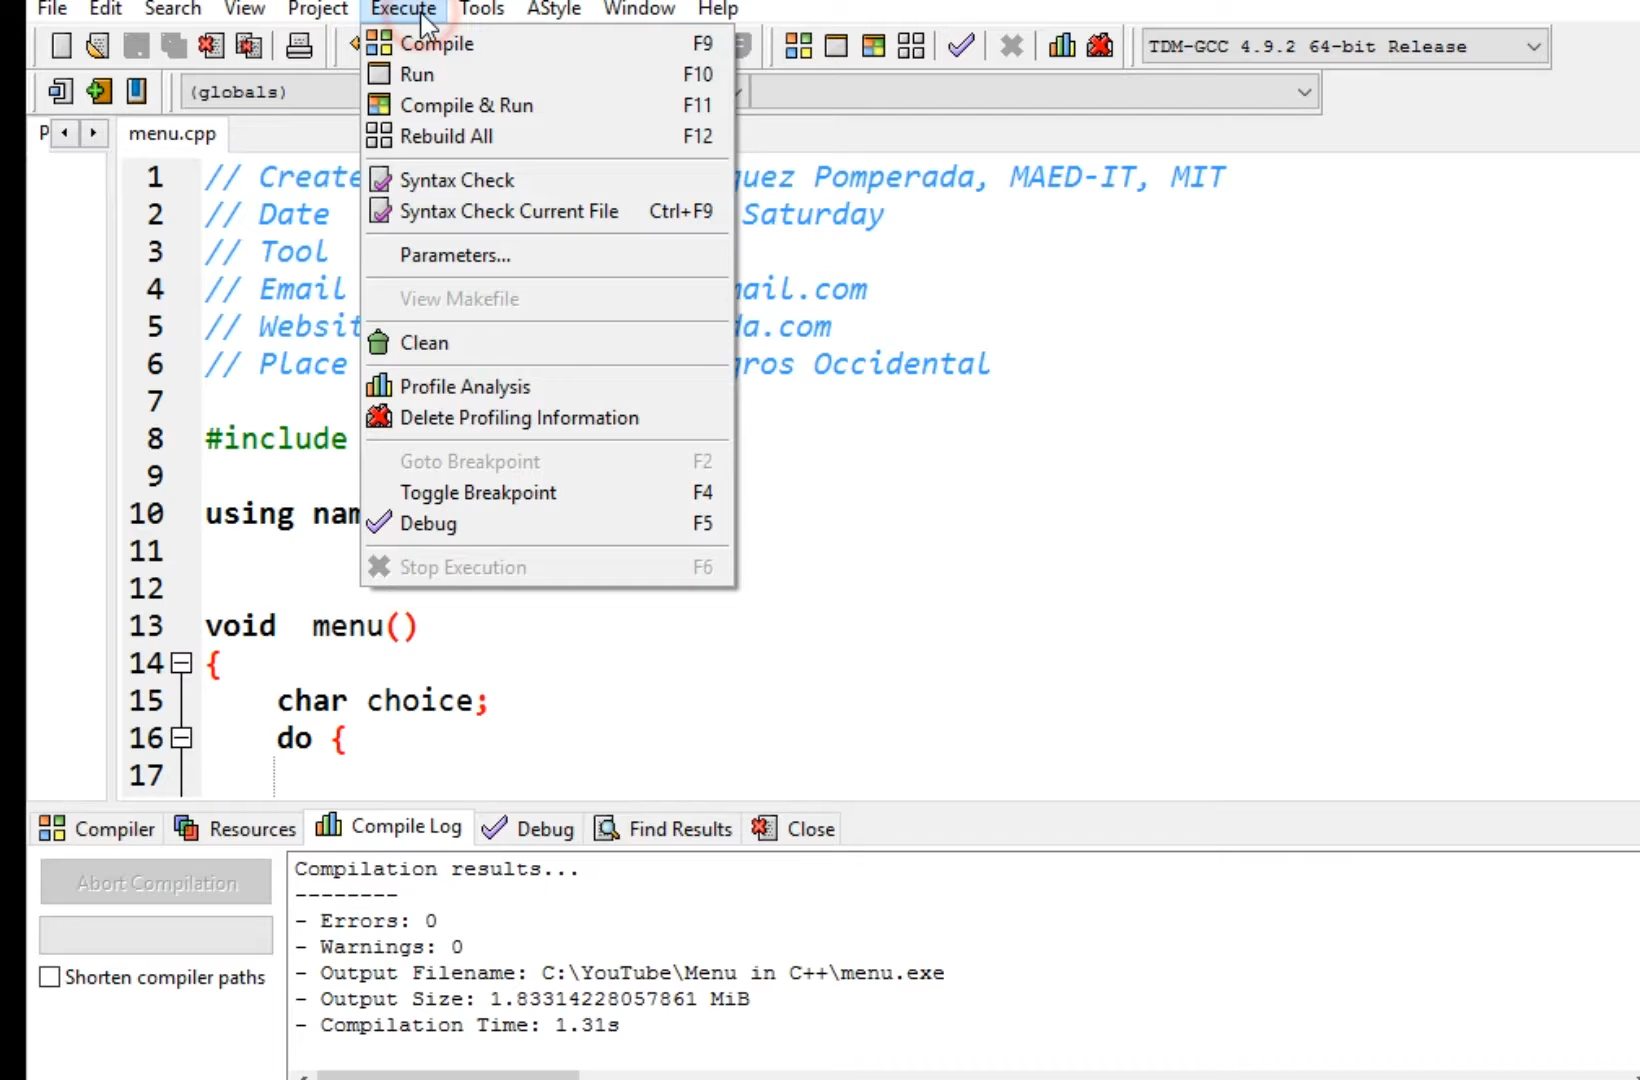 File Edit Search View Project Execute Tools AStyle Window Help
TDM-GCC 4.9.2 64-bit Release
(globals)
Compile F9
Run F10
Compile & Run F11
Rebuild All F12
Syntax Check
Syntax Check Current File Ctrl+F9
Parameters...
View Makefile
Clean
Profile Analysis
Delete Profiling Information
Goto Breakpoint F2
Toggle Breakpoint F4
Debug F5
Stop Execution F6
P menu.cpp
1 // Create guez Pomperada, MAED-IT, MIT
2 // Date Saturday
3 // Tool
4 // Email mail.com
5 // Websit da.com
6 // Place gros Occidental
7
8 #include
9
10 using nam
11
12
13 void menu()
14 {
15 char choice;
16 do {
17
Compiler Resources Compile Log Debug Find Results Close
Abort Compilation
Shorten compiler paths
Compilation results...
--------
- Errors: 0
- Warnings: 0
- Output Filename: C:\YouTube\Menu in C++\menu.exe
- Output Size: 1.83314228057861 MiB
- Compilation Time: 1.31s